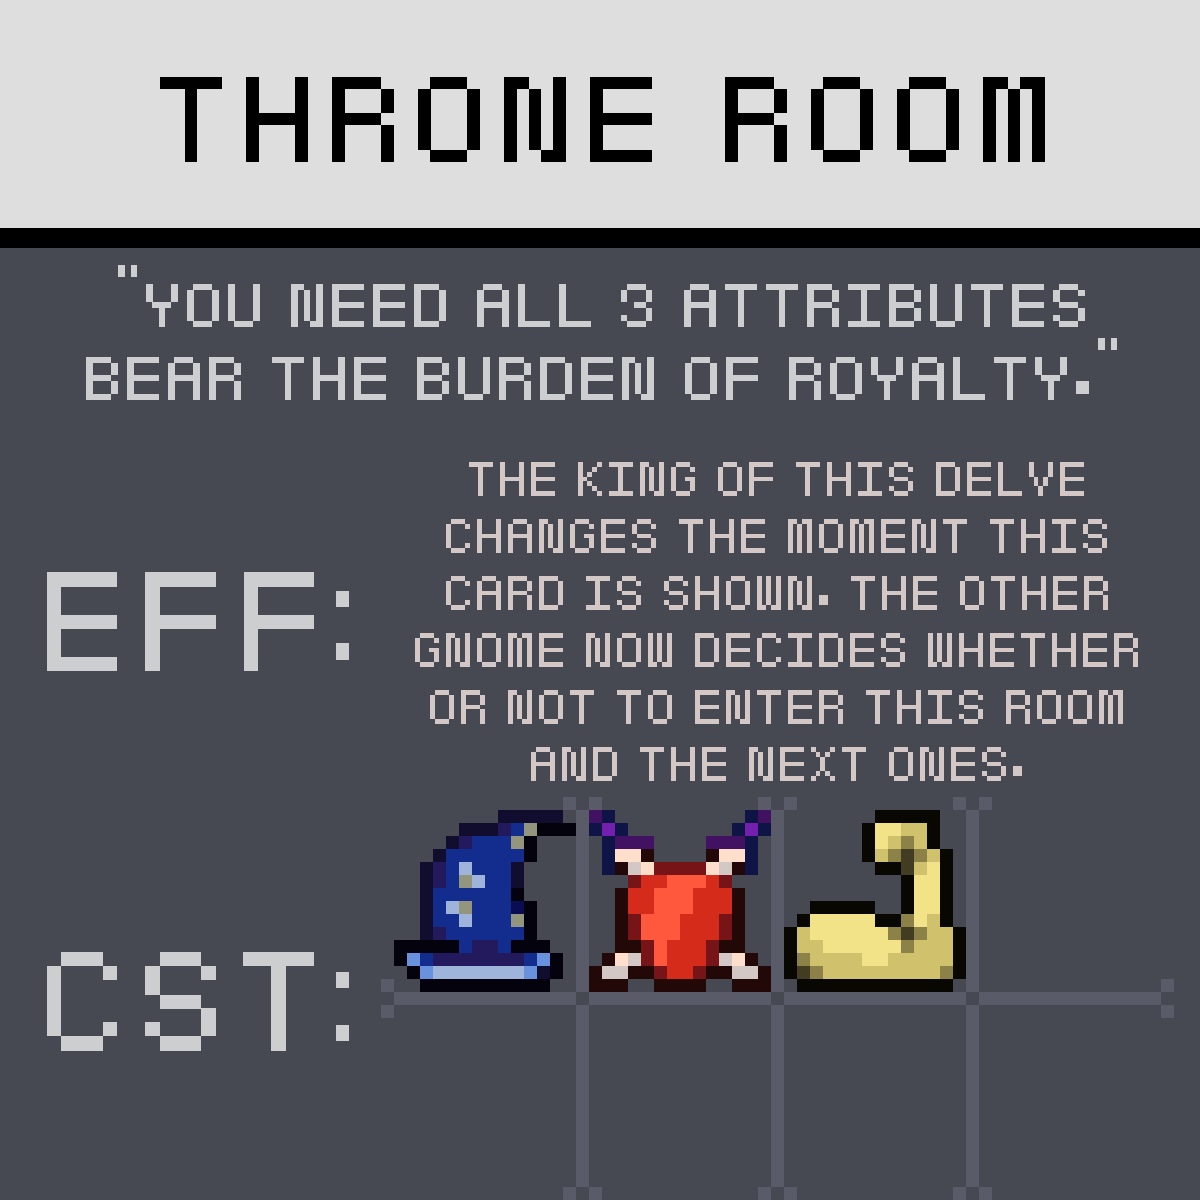 THRONE ROOM
"YOU NEED ALL 3 ATTRIBUTES
BEAR THE BURDEN OF ROYALTY."
THE KING OF THIS DELVE
CHANGES THE MOMENT THIS
CARD IS SHOWN. THE OTHER
EFF:
GNOME NOW DECIDES WHETHER
OR NOT TO ENTER THIS ROOM
AND THE NEXT ONES.
CST: